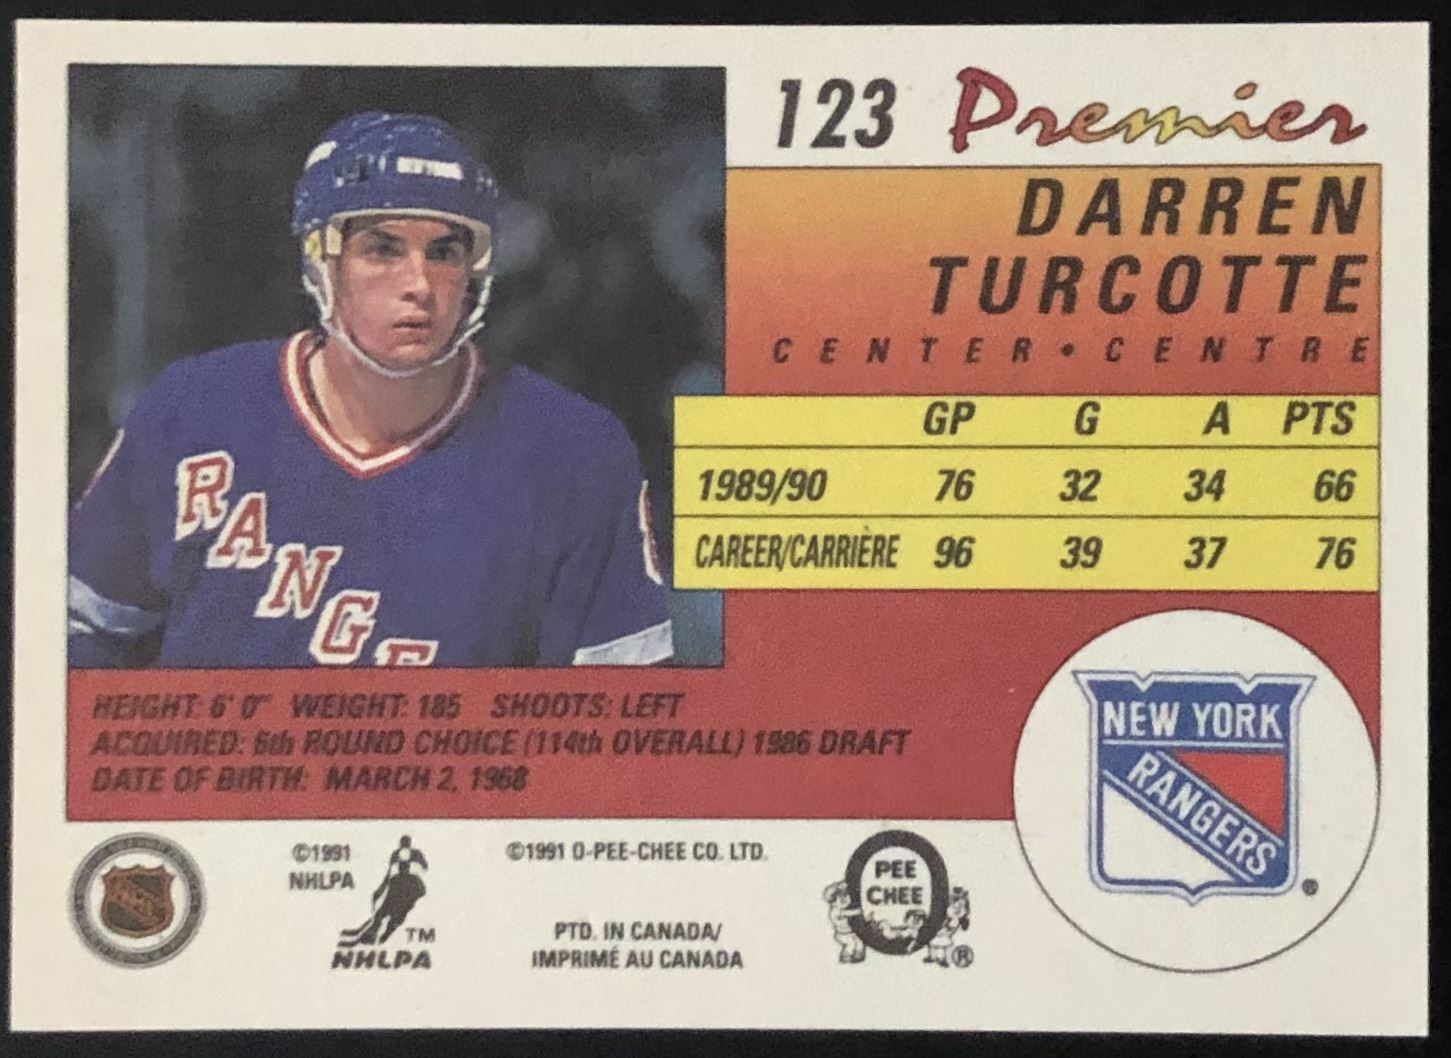 123 Premier
DARREN
TURCOTTE
CENTER • CENTRE
GP G A PTS
1989/90 76 32 34 66
CAREER/CARRIÈRE 96 39 37 76
RANGE
HEIGHT: 6' 0" WEIGHT: 185 SHOOTS: LEFT
ACQUIRED: 6th ROUND CHOICE (114th OVERALL) 1986 DRAFT
DATE OF BIRTH: MARCH 2, 1968
NEW YORK
RANGERS
®
©1991
NHLPA
TM
NHLPA
©1991 O-PEE-CHEE CO. LTD.
PTD. IN CANADA/
IMPRIMÉ AU CANADA
O
PEE
CHEE
®